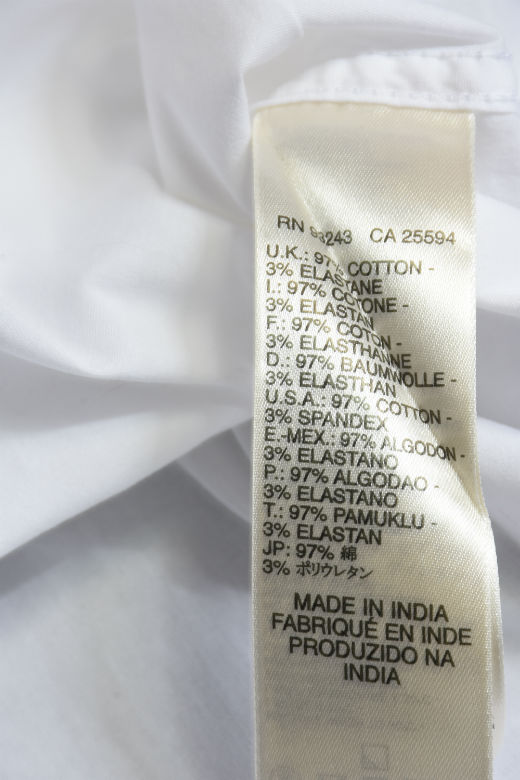 RN 93243 CA 25594
U.K.: 97% COTTON -
3% ELASTANE
I.: 97% COTONE -
3% ELASTAN
F.: 97% COTON -
3% ELASTHANNE
D.: 97% BAUMWOLLE -
3% ELASTHAN
U.S.A.: 97% COTTON -
3% SPANDEX
E.-MEX.: 97% ALGODON -
3% ELASTANO
P.: 97% ALGODAO -
3% ELASTANO
T.: 97% PAMUKLU -
3% ELASTAN
JP: 97% 綿
3% ポリウレタン
MADE IN INDIA
FABRIQUÉ EN INDE
PRODUZIDO NA
INDIA